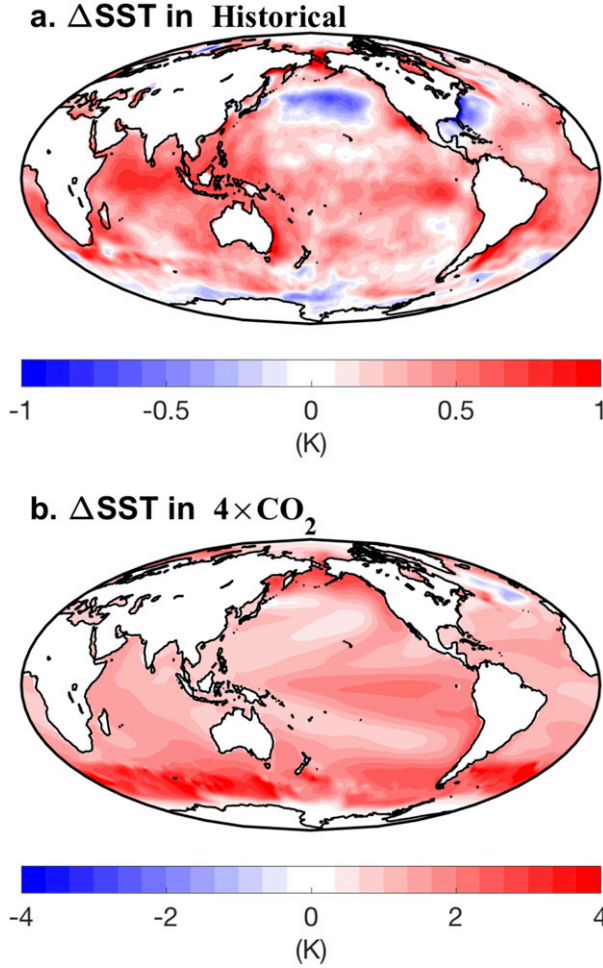 a. ΔSST in Historical
-1 -0.5 0 0.5 1
(K)
b. ΔSST in 4×CO₂
-4 -2 0 2 4
(K)